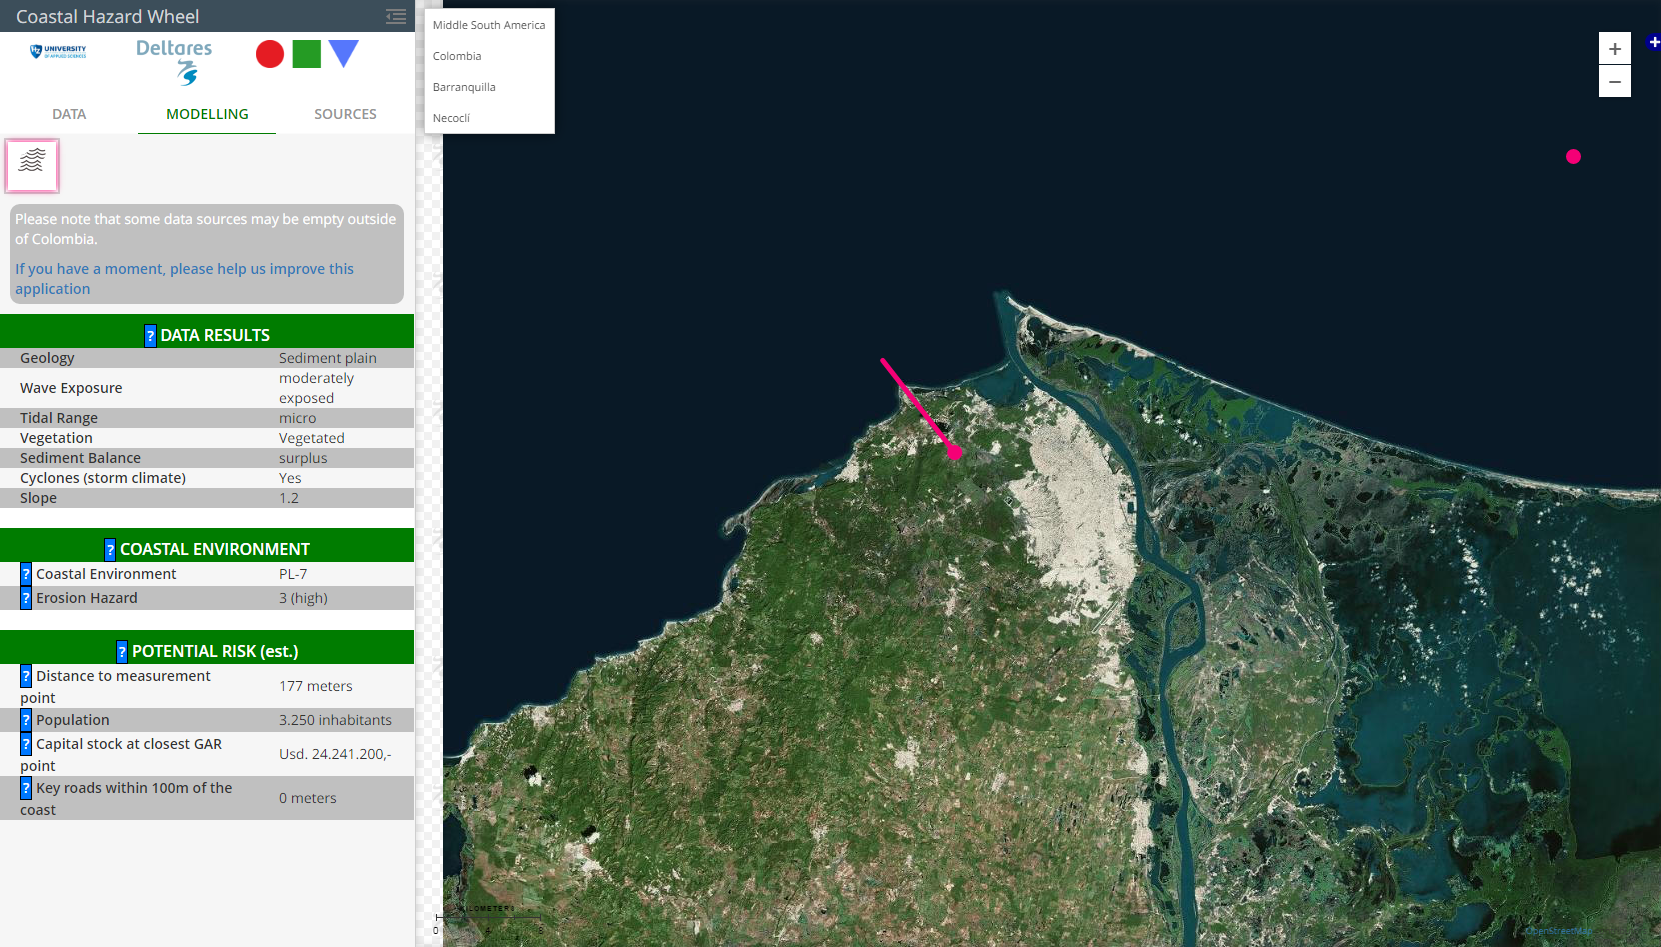 Coastal Hazard Wheel
HZ UNIVERSITY
OF APPLIED SCIENCES
Deltares
DATA
MODELLING
SOURCES
Please note that some data sources may be empty outside
of Colombia.
If you have a moment, please help us improve this
application
? DATA RESULTS
Geology Sediment plain
Wave Exposure moderately
exposed
Tidal Range micro
Vegetation Vegetated
Sediment Balance surplus
Cyclones (storm climate) Yes
Slope 1.2
? COASTAL ENVIRONMENT
? Coastal Environment PL-7
? Erosion Hazard 3 (high)
? POTENTIAL RISK (est.)
? Distance to measurement
point 177 meters
? Population 3.250 inhabitants
? Capital stock at closest GAR
point Usd. 24.241.200,-
? Key roads within 100m of the
coast 0 meters
Middle South America
Colombia
Barranquilla
Necoclí
+
−
+
KILOMETERS
0
OpenStreetMap